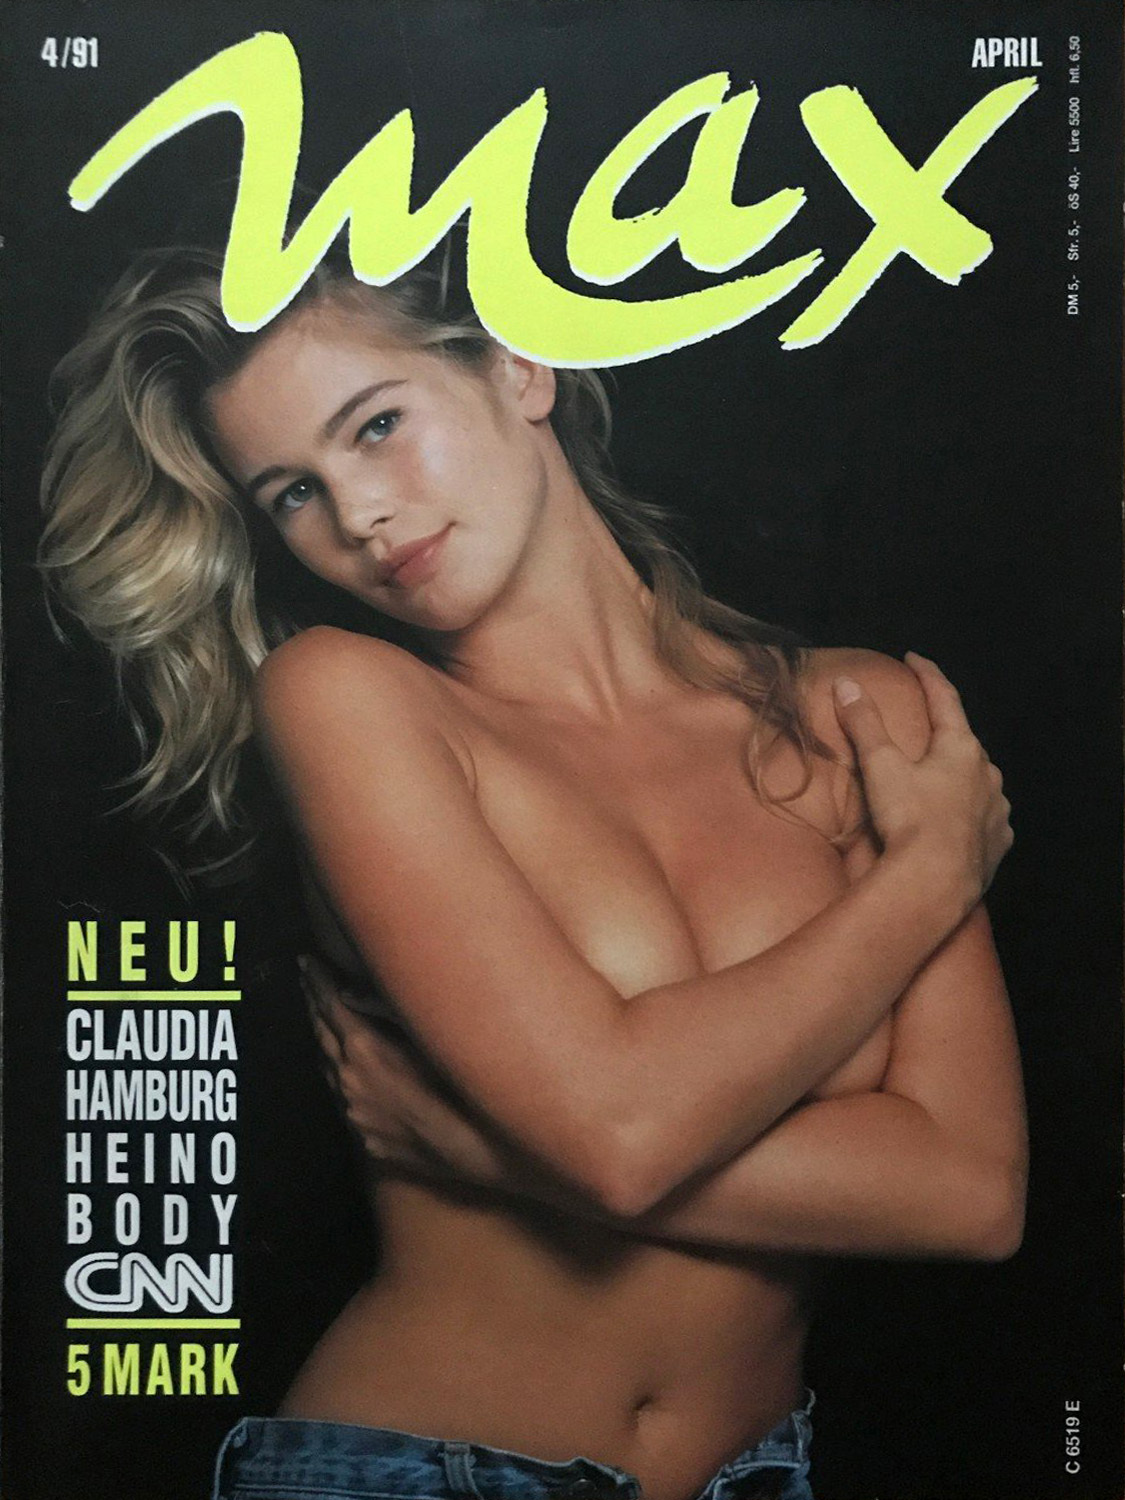 4/91
max
APRIL
DM 5,- Sfr. 5,- öS 40,- Lire 5500 hfl. 6,50
NEU!
CLAUDIA
HAMBURG
HEINO
BODY
CNN
5 MARK
C 6519 E